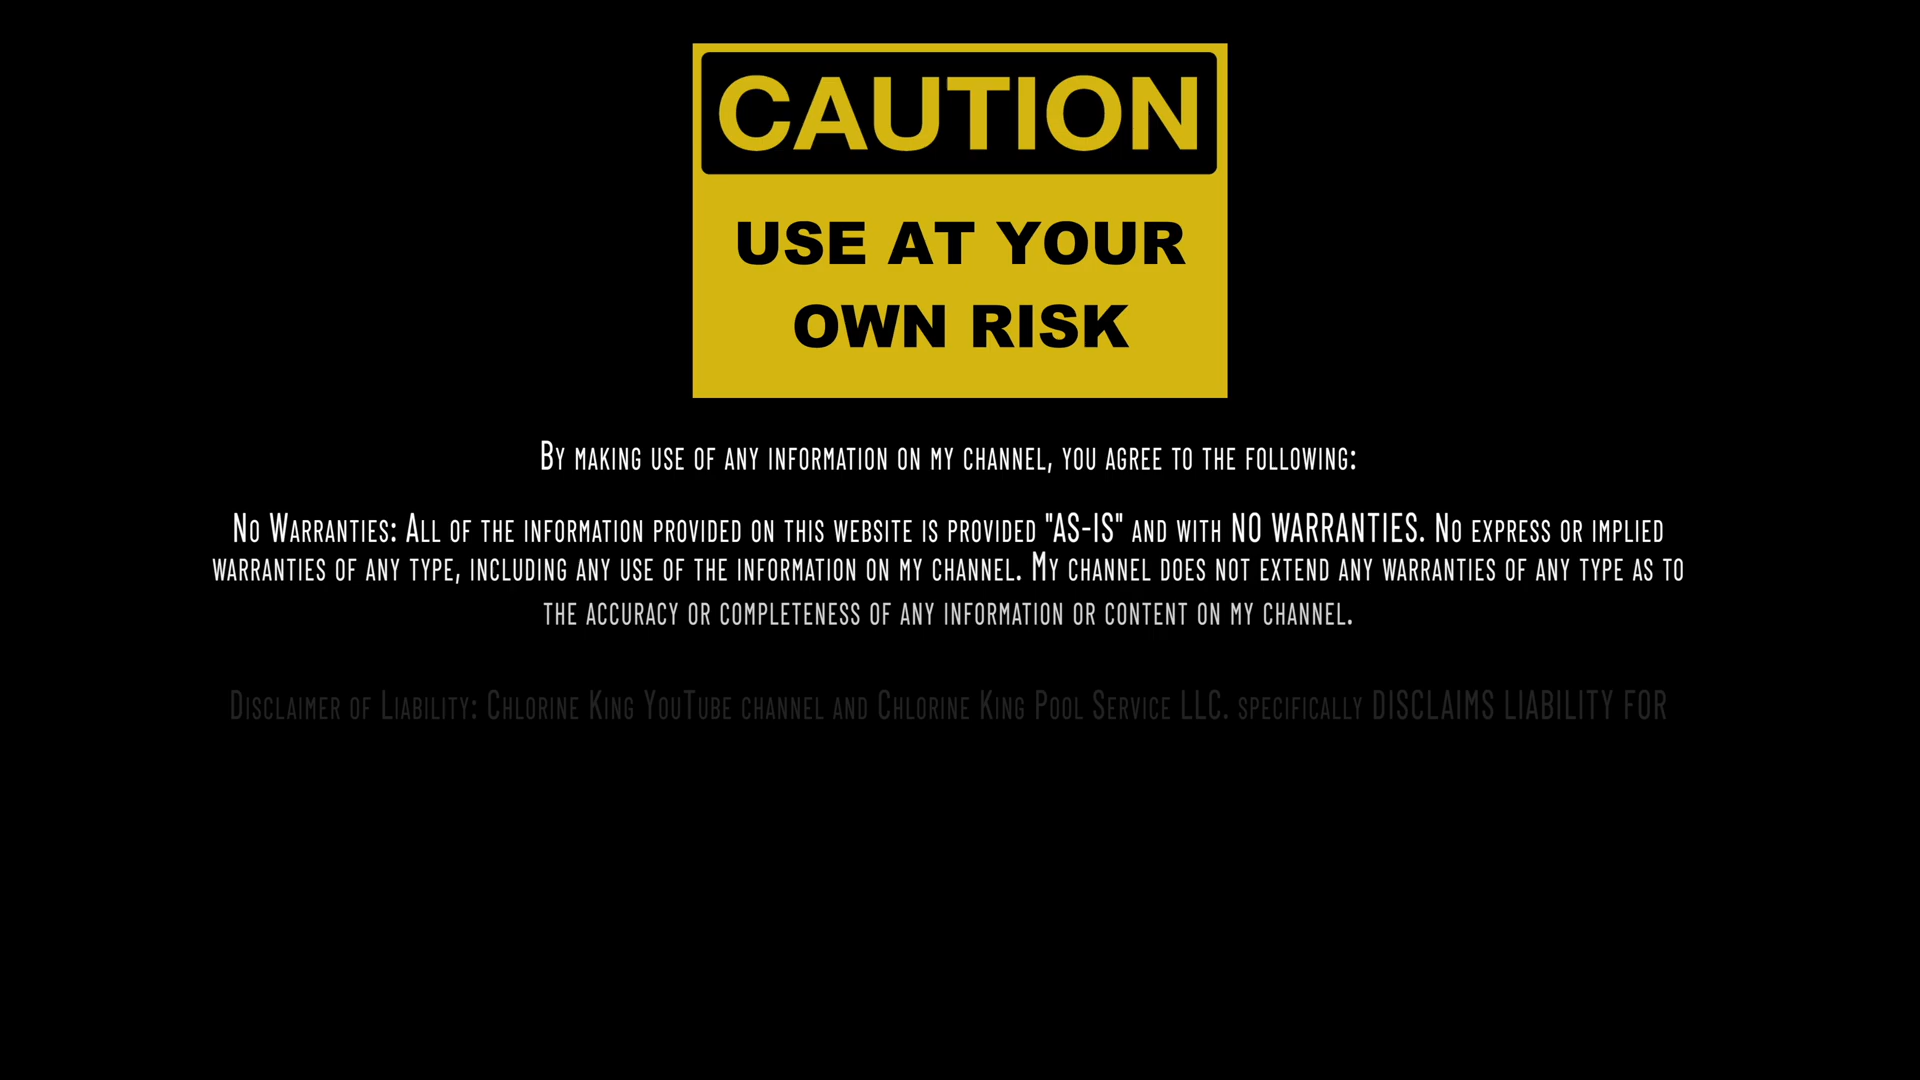 CAUTION
USE AT YOUR
OWN RISK
By making use of any information on my channel, you agree to the following:
No Warranties: All of the information provided on this website is provided "AS-IS" and with NO WARRANTIES. No express or implied
warranties of any type, including any use of the information on my channel. My channel does not extend any warranties of any type as to
the accuracy or completeness of any information or content on my channel.
Disclaimer of Liability: Chlorine King YouTube channel and Chlorine King Pool Service LLC. specifically DISCLAIMS LIABILITY FOR